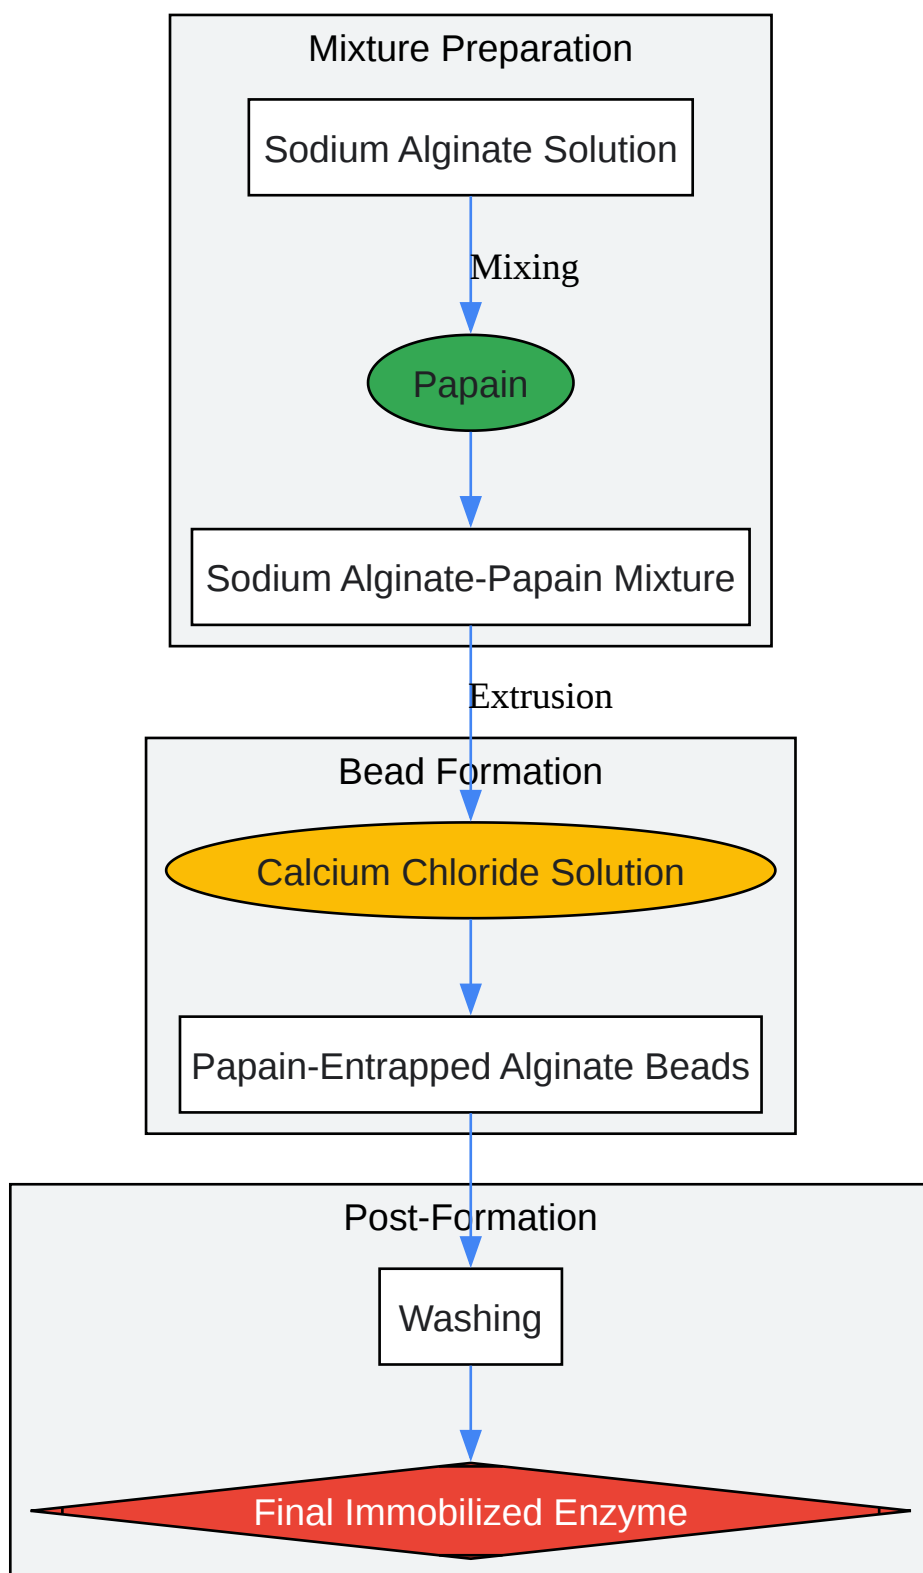 Mixture Preparation
Sodium Alginate Solution
Mixing
Papain
Sodium Alginate-Papain Mixture
Extrusion
Bead Formation
Calcium Chloride Solution
Papain-Entrapped Alginate Beads
Post-Formation
Washing
Final Immobilized Enzyme